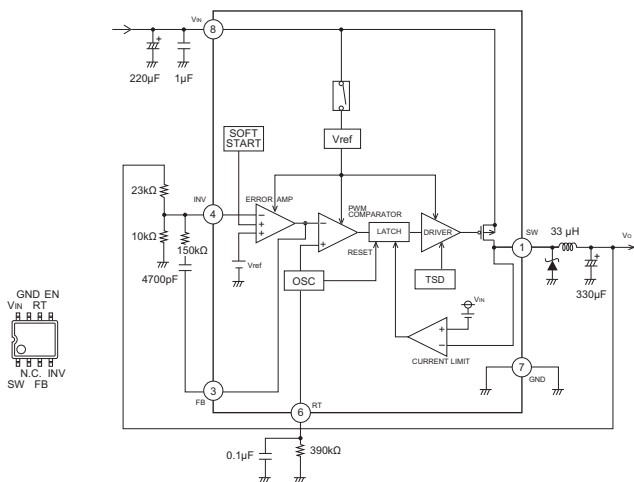 VIN
8
220μF
1μF
SOFT
START
Vref
23kΩ
INV
4
ERROR AMP
PWM
COMPARATOR
10kΩ
150kΩ
4700pF
−
+
+
Vref
−
+
LATCH
RESET
DRIVER
OSC
TSD
SW
1
33 μH
VO
330μF
VIN
+
−
CURRENT LIMIT
7
GND
GND EN
VIN RT
N.C. INV
SW FB
3
FB
6
RT
0.1μF
390kΩ